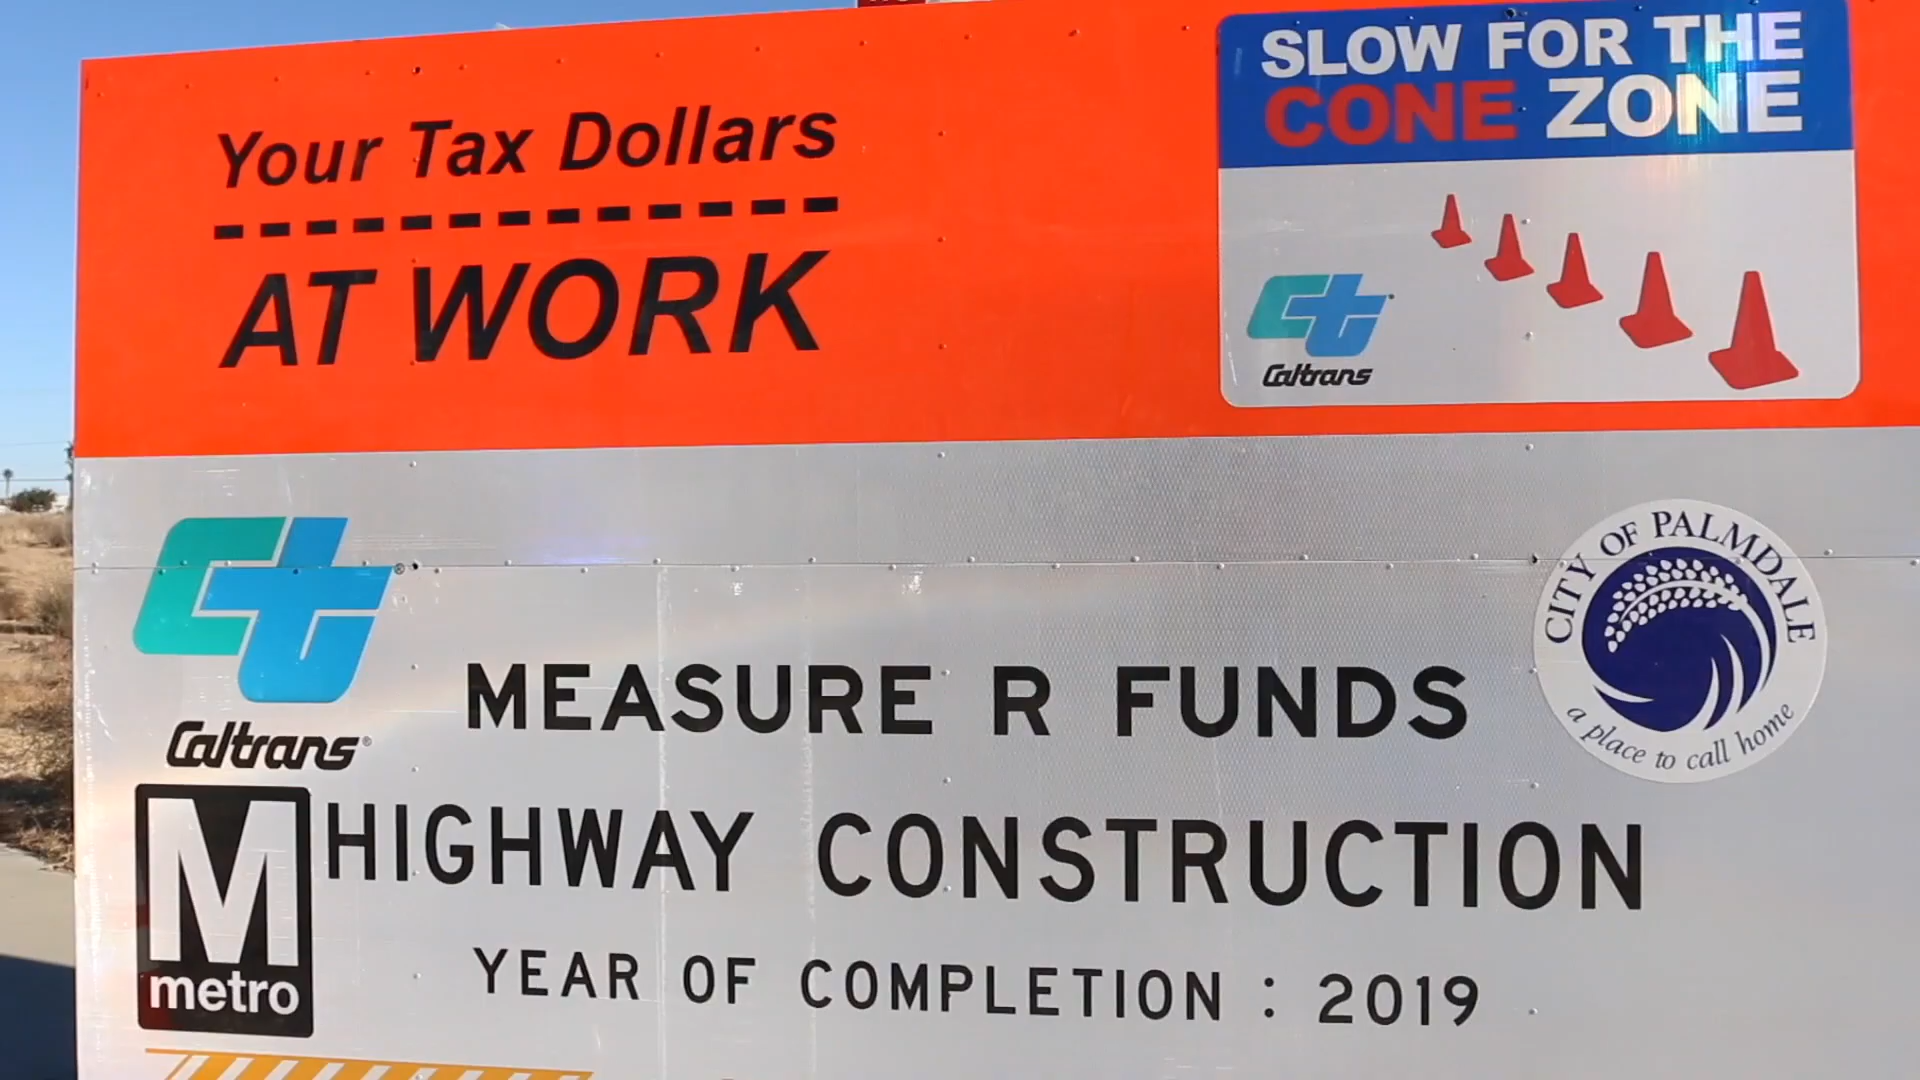 Your Tax Dollars
AT WORK
SLOW FOR THE
CONE ZONE
Caltrans
Caltrans
MEASURE R FUNDS
CITY OF PALMDALE
a place to call home
M
metro
HIGHWAY CONSTRUCTION
YEAR OF COMPLETION : 2019